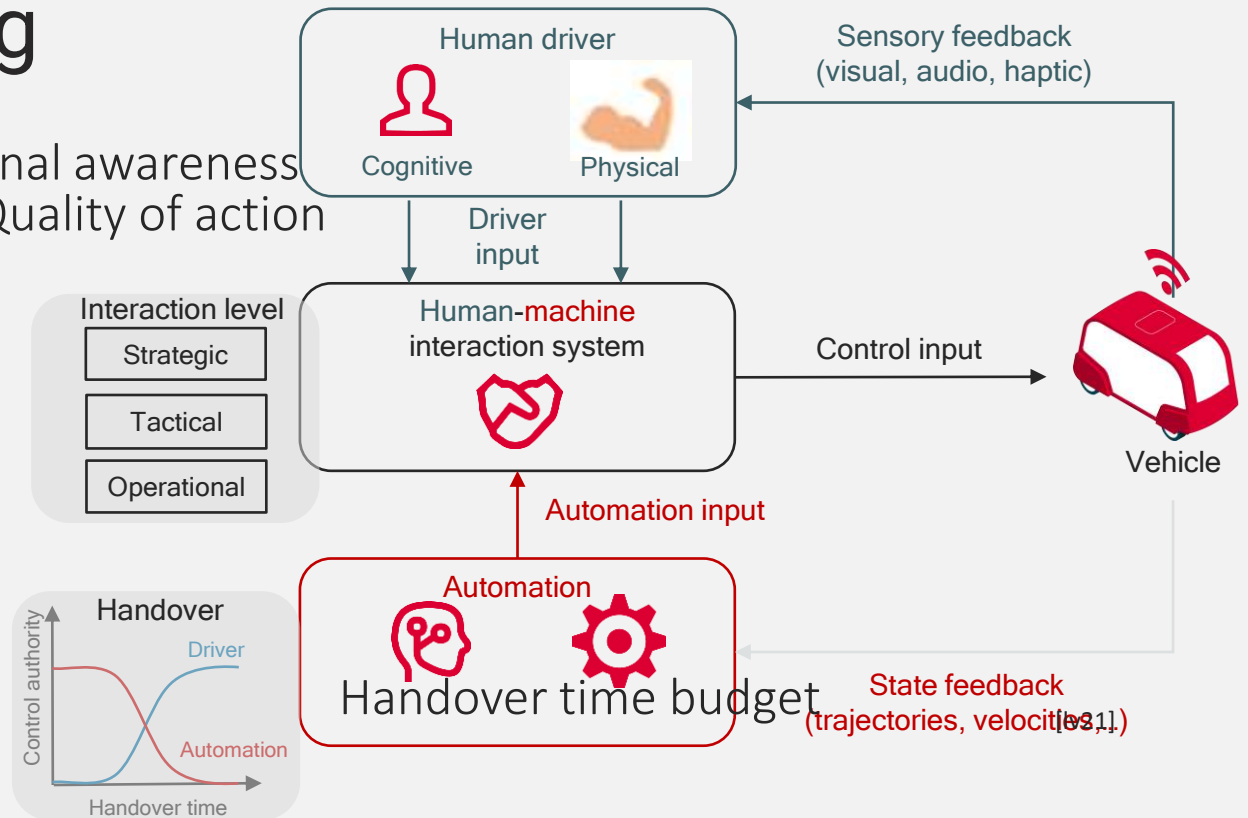 g
Human driver
Cognitive
Physical
Sensory feedback
(visual, audio, haptic)
nal awareness
Quality of action
Driver
input
Interaction level
Strategic
Tactical
Operational
Human-machine
interaction system
Control input
Vehicle
Automation input
Automation
Handover time budget
State feedback
(trajectories, velocities,...)
[lv21].
Handover
Control authority
Driver
Automation
Handover time